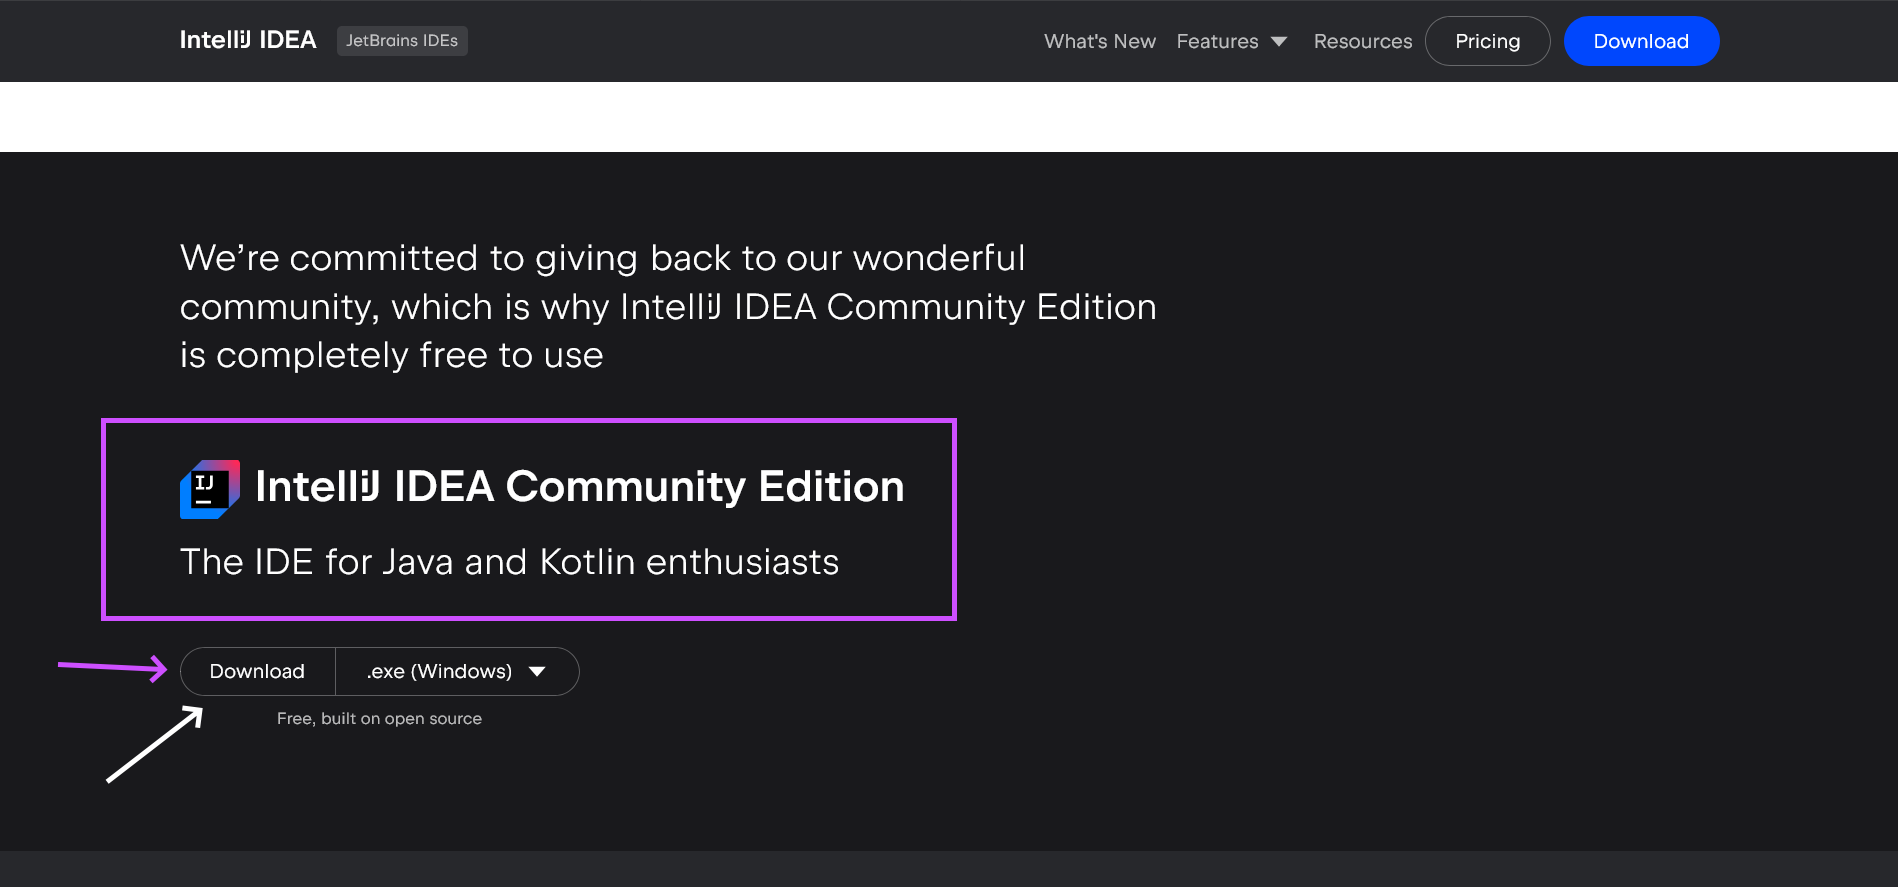 IntelliJ IDEA JetBrains IDEs What's New Features Resources Pricing Download
We’re committed to giving back to our wonderful
community, which is why IntelliJ IDEA Community Edition
is completely free to use
IJ IntelliJ IDEA Community Edition
The IDE for Java and Kotlin enthusiasts
Download .exe (Windows)
Free, built on open source